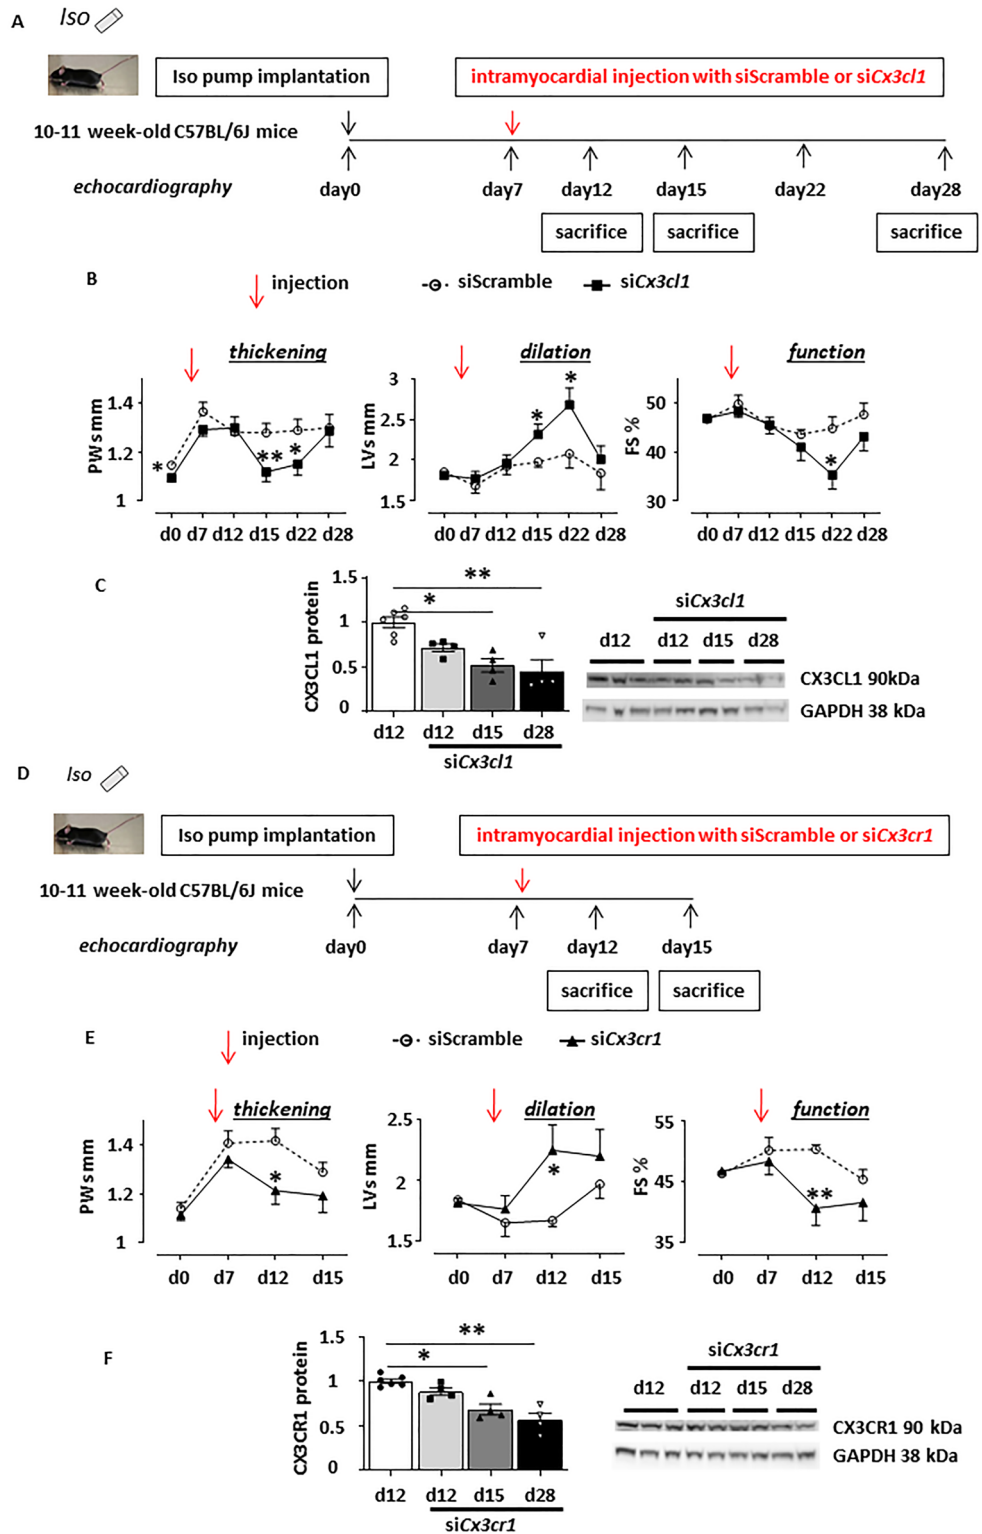 A
Iso
Iso pump implantation
intramyocardial injection with siScramble or siCx3cl1
10-11 week-old C57BL/6J mice
echocardiography
day0
day7
day12
day15
day22
day28
sacrifice
sacrifice
sacrifice
B
injection
siScramble
siCx3cl1
thickening
dilation
function
PWs mm
1.4
1.2
1
*
**
*
d0 d7 d12 d15 d22 d28
LVs mm
3
2.5
2
1.5
*
*
d0 d7 d12 d15 d22 d28
FS %
50
40
30
*
d0 d7 d12 d15 d22 d28
C
CX3CL1 protein
1.5
1
0.5
0
**
*
d12
d12
d15
d28
siCx3cl1
siCx3cl1
d12
d12
d15
d28
CX3CL1 90kDa
GAPDH 38 kDa
D
Iso
Iso pump implantation
intramyocardial injection with siScramble or siCx3cr1
10-11 week-old C57BL/6J mice
echocardiography
day0
day7
day12
day15
sacrifice
sacrifice
E
injection
siScramble
siCx3cr1
thickening
dilation
function
PWs mm
1.4
1.2
1
*
d0 d7 d12 d15
LVs mm
2.5
2
1.5
*
d0 d7 d12 d15
FS %
55
45
35
**
d0 d7 d12 d15
F
CX3CR1 protein
1.5
1
0.5
0
**
*
d12
d12
d15
d28
siCx3cr1
siCx3cr1
d12
d12
d15
d28
CX3CR1 90 kDa
GAPDH 38 kDa